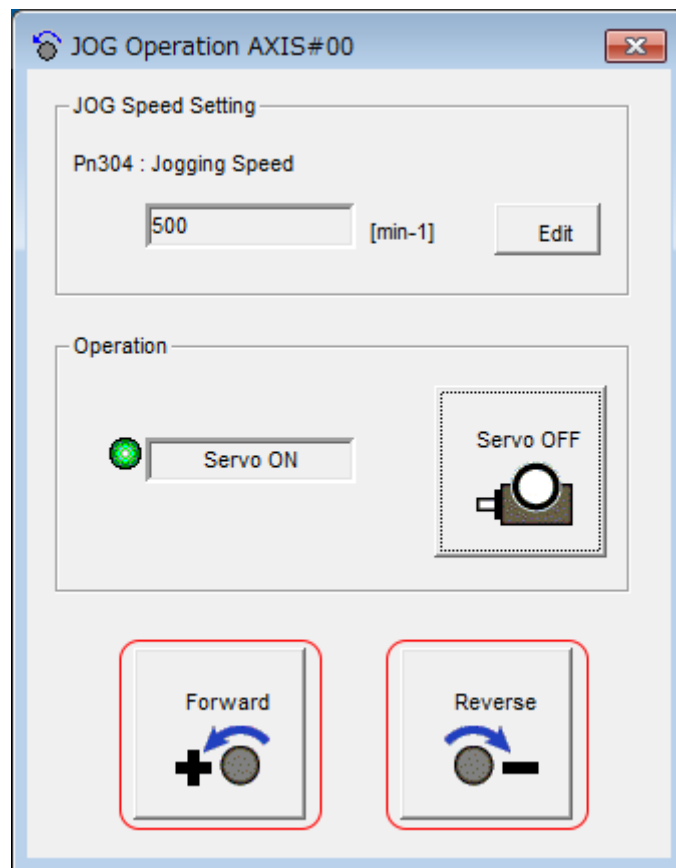 JOG Operation AXIS#00
JOG Speed Setting
Pn304 : Jogging Speed
500 [min-1] Edit
Operation
Servo ON
Servo OFF
Forward
Reverse